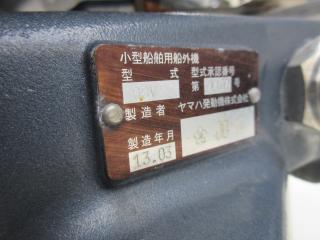 小型船舶用船外機
型 式 型式承認番号
第 号
製造者 ヤマハ発動機株式会社
製造年月
13.03